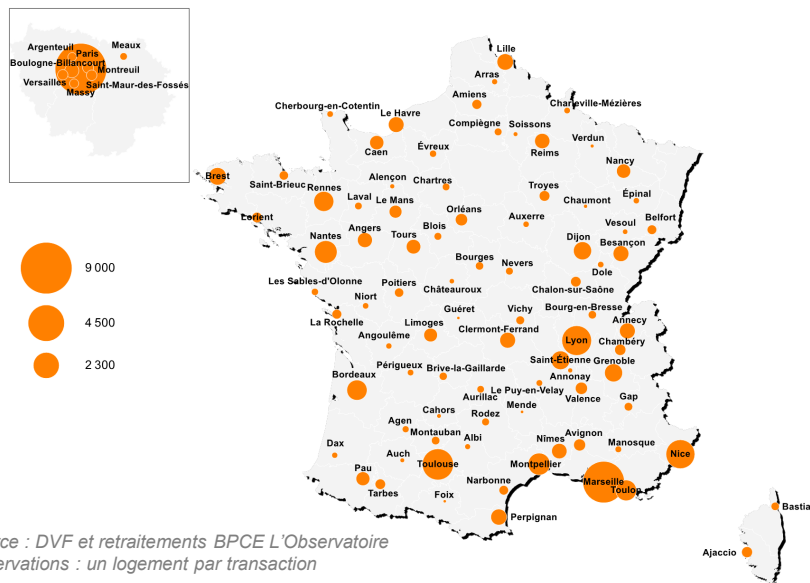 Argenteuil
Paris
Meaux
Boulogne-Billancourt
Montreuil
Versailles
Saint-Maur-des-Fossés
Massy
Lille
Arras
Amiens
Charleville-Mézières
Cherbourg-en-Cotentin
Le Havre
Compiègne
Soissons
Verdun
Caen
Évreux
Reims
Nancy
Brest
Saint-Brieuc
Alençon
Chartres
Rennes
Laval
Le Mans
Troyes
Chaumont
Épinal
Lorient
Orléans
Auxerre
Vesoul
Belfort
Angers
Tours
Blois
Nantes
Dijon
Besançon
Bourges
Nevers
Dole
Les Sables-d'Olonne
Poitiers
Châteauroux
Chalon-sur-Saône
Niort
La Rochelle
Guéret
Vichy
Bourg-en-Bresse
Limoges
Clermont-Ferrand
Annecy
Angoulême
Lyon
Chambéry
Saint-Étienne
Grenoble
Périgueux
Brive-la-Gaillarde
Annonay
Bordeaux
Le Puy-en-Velay
Valence
Aurillac
Gap
Cahors
Mende
Rodez
Agen
Montauban
Albi
Nîmes
Avignon
Manosque
Dax
Auch
Toulouse
Montpellier
Nice
Pau
Tarbes
Narbonne
Marseille
Toulon
Foix
Perpignan
Bastia
Ajaccio
9 000
4 500
2 300
rce : DVF et retraitements BPCE L'Observatoire
ervations : un logement par transaction